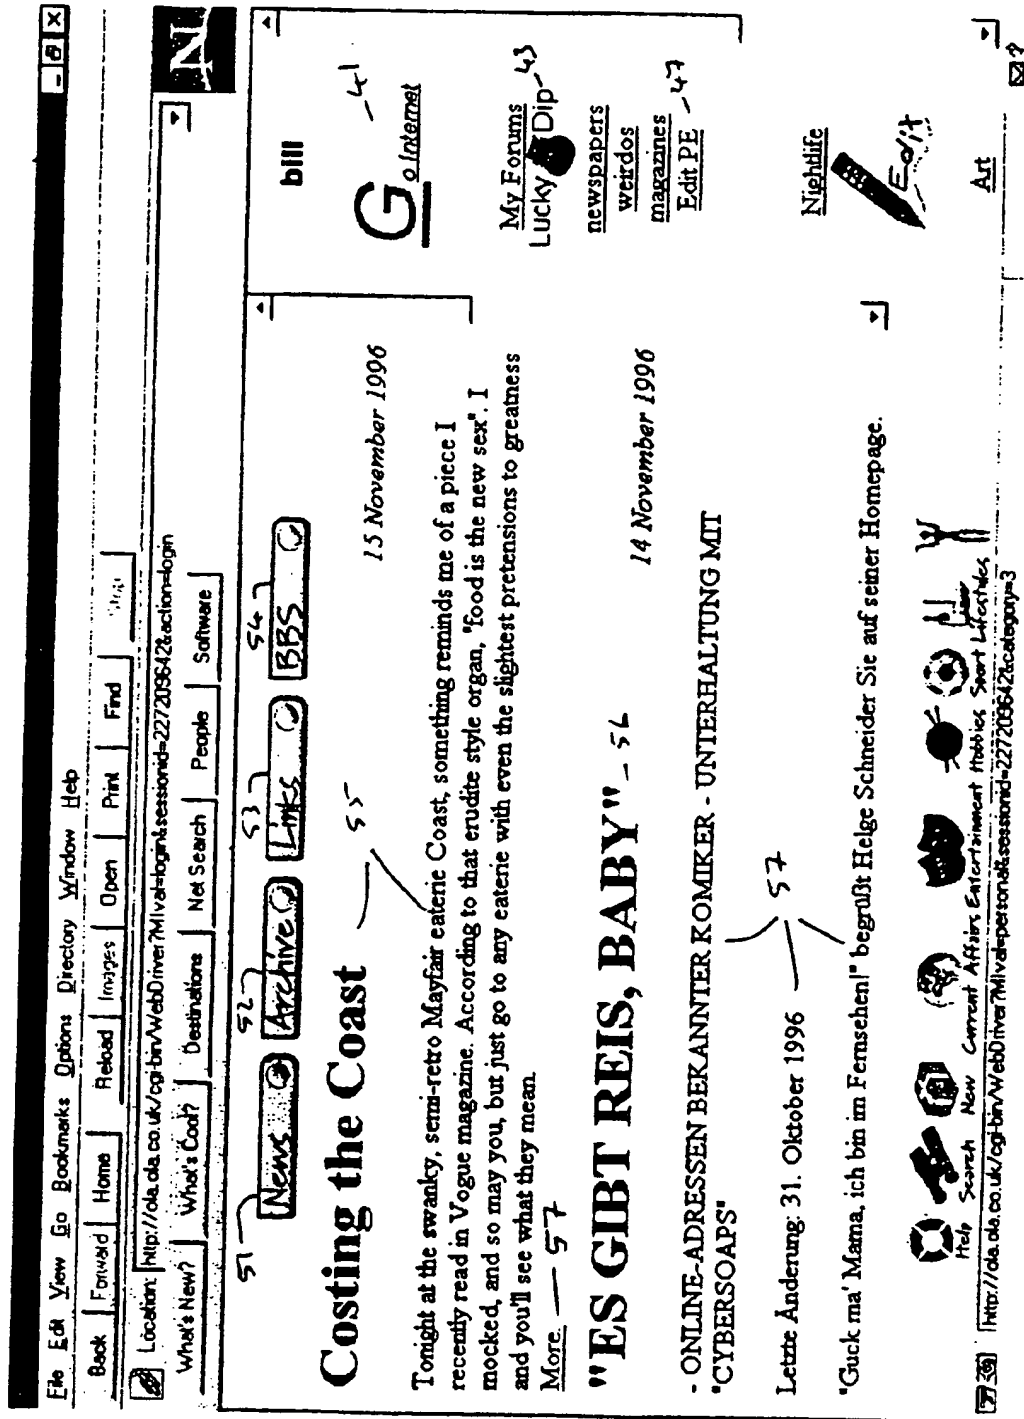 File Edit View Go Bookmarks Options Directory Window Help
Back Forward Home Reload Images Open Print Find
Location: http://ola.ola.co.uk/cgi-bin/WebDriver?MIval=login&sessionid=227209642&action=login
What's New? What's Cool? Destinations Net Search People Software
N
51 52 53 54
News Archive Links BBS
Costing the Coast
55
15 November 1996
Tonight at the swanky, semi-retro Mayfair eaterie Coast, something reminds me of a piece I
recently read in Vogue magazine. According to that erudite style organ, "food is the new sex". I
mocked, and so may you, but just go to any eaterie with even the slightest pretensions to greatness
and you'll see what they mean.
More. 57
"ES GIBT REIS, BABY" 56
14 November 1996
- ONLINE-ADRESSEN BEKANNTER KOMIKER - UNTERHALTUNG MIT
"CYBERSOAPS"
Letzte Änderung: 31. Oktober 1996 57
"Guck ma' Mama, ich bin im Fernsehen!" begrüßt Helge Schneider Sie auf seiner Homepage.
bill
Go Internet 41
My Forums
Lucky Dip 43
newspapers
weirdos
magazines
Edit PE 47
Nightlife
Edit
Art
Help Search New Current Affairs Entertainment Hobbies Sport Lifestyles
http://ola.ola.co.uk/cgi-bin/WebDriver?MIval=personal&sessionid=227209642&category=3
?